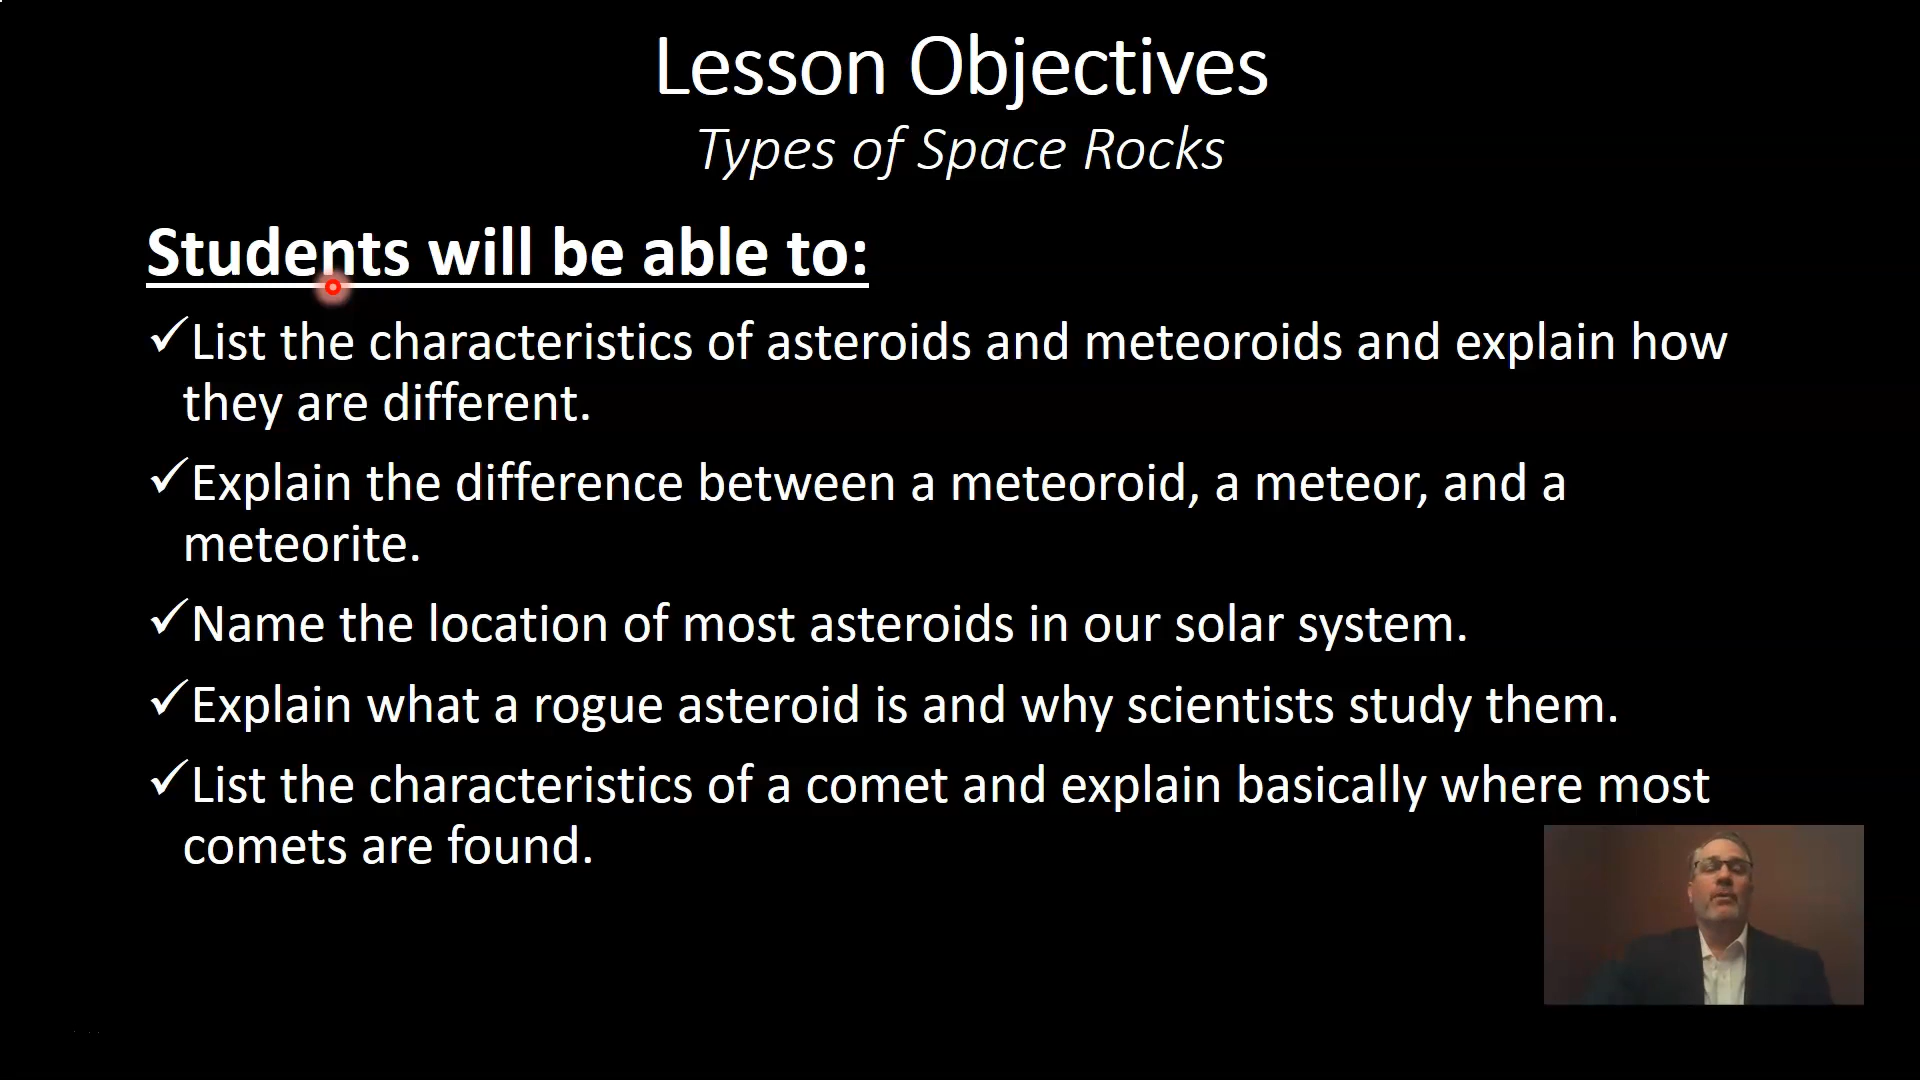 Lesson Objectives
Types of Space Rocks
Students will be able to:
✓List the characteristics of asteroids and meteoroids and explain how
they are different.
✓Explain the difference between a meteoroid, a meteor, and a
meteorite.
✓Name the location of most asteroids in our solar system.
✓Explain what a rogue asteroid is and why scientists study them.
✓List the characteristics of a comet and explain basically where most
comets are found.